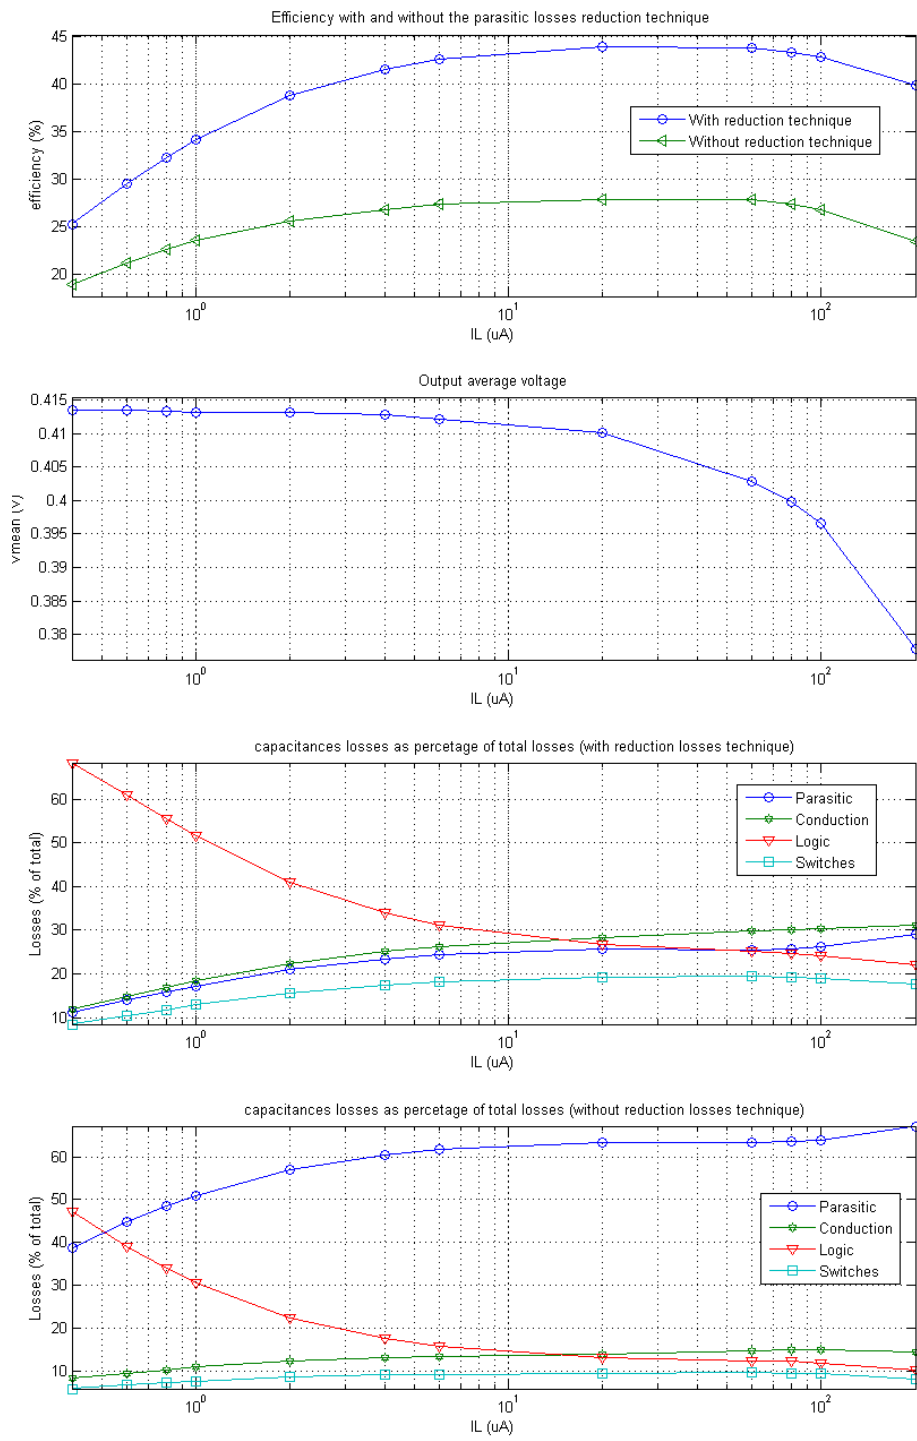 Efficiency with and without the parasitic losses reduction technique
efficiency (%)
45
40
35
30
25
20
With reduction technique
Without reduction technique
10^0
10^1
10^2
IL (uA)
Output average voltage
vmean (v)
0.415
0.41
0.405
0.4
0.395
0.39
0.385
0.38
10^0
10^1
10^2
IL (uA)
capacitances losses as percetage of total losses (with reduction losses technique)
Losses (% of total)
60
50
40
30
20
10
Parasitic
Conduction
Logic
Switches
10^0
10^1
10^2
IL (uA)
capacitances losses as percetage of total losses (without reduction losses technique)
Losses (% of total)
60
50
40
30
20
10
Parasitic
Conduction
Logic
Switches
10^0
10^1
10^2
IL (uA)